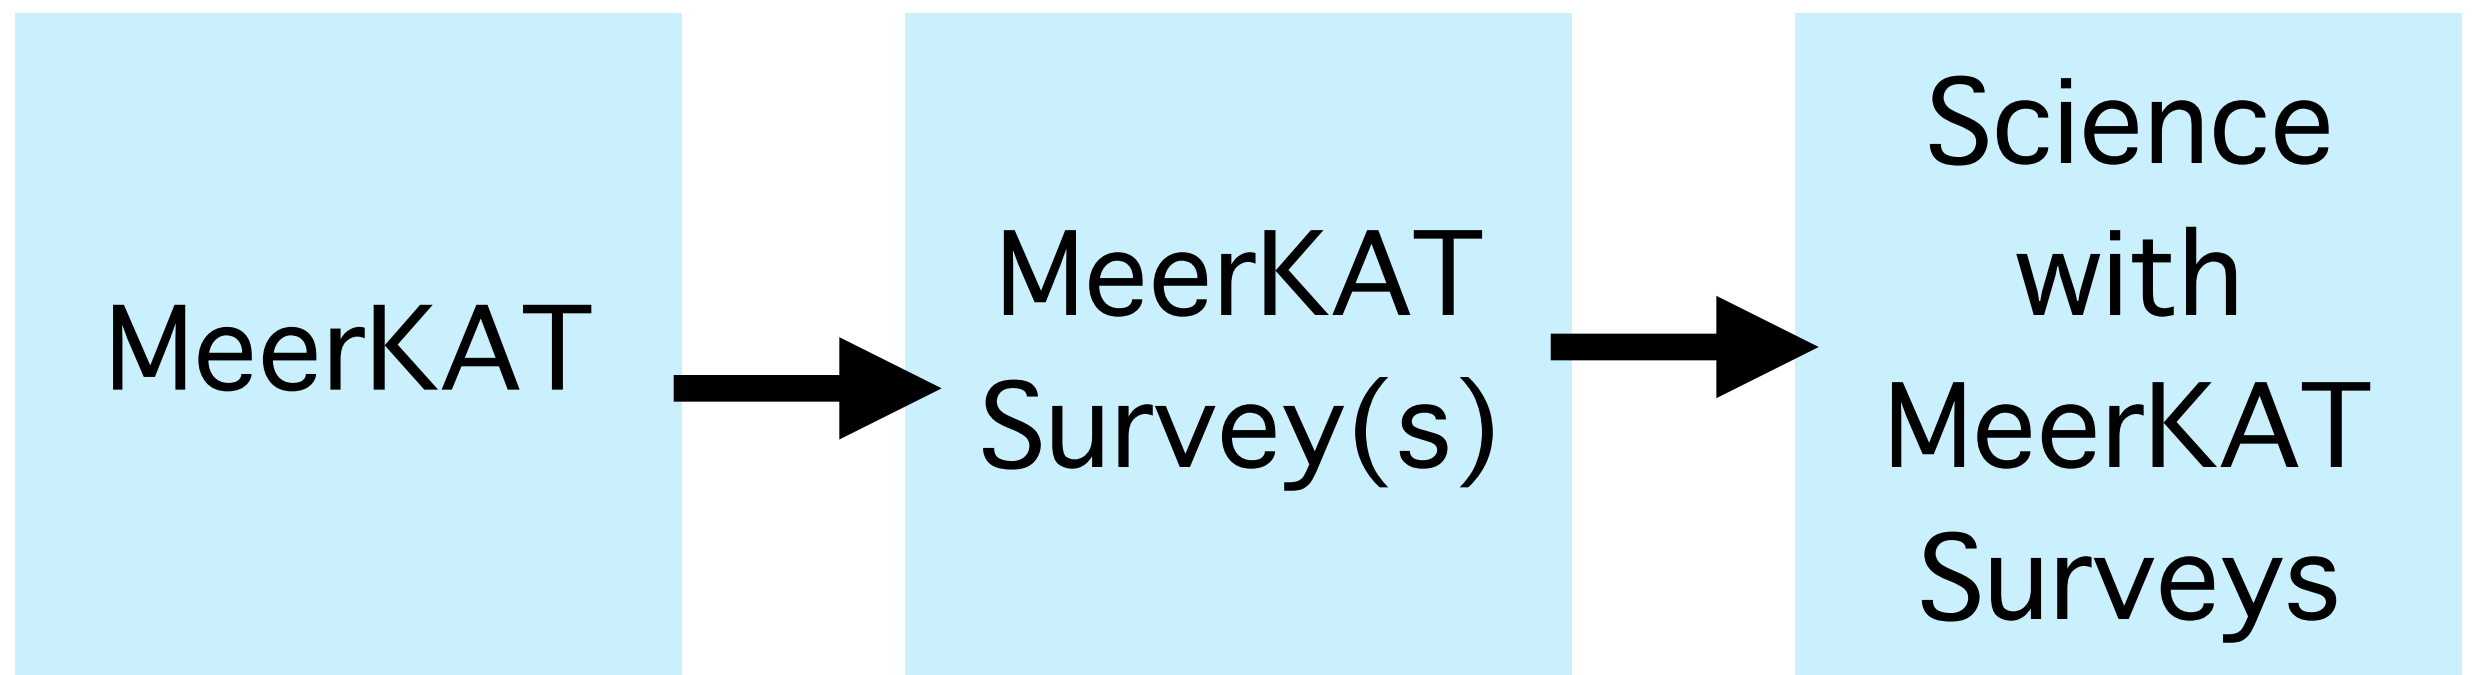 MeerKAT
MeerKAT
Survey(s)
Science
with
MeerKAT
Surveys